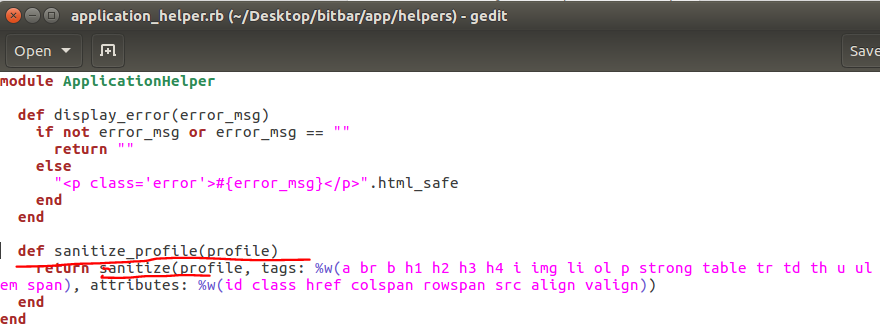 application_helper.rb (~/Desktop/bitbar/app/helpers) - gedit
Open
Save
module ApplicationHelper
def display_error(error_msg)
if not error_msg or error_msg == ""
return ""
else
"<p class='error'>#{error_msg}</p>".html_safe
end
end
def sanitize_profile(profile)
return sanitize(profile, tags: %w(a br b h1 h2 h3 h4 i img li ol p strong table tr td th u ul
em span), attributes: %w(id class href colspan rowspan src align valign))
end
end